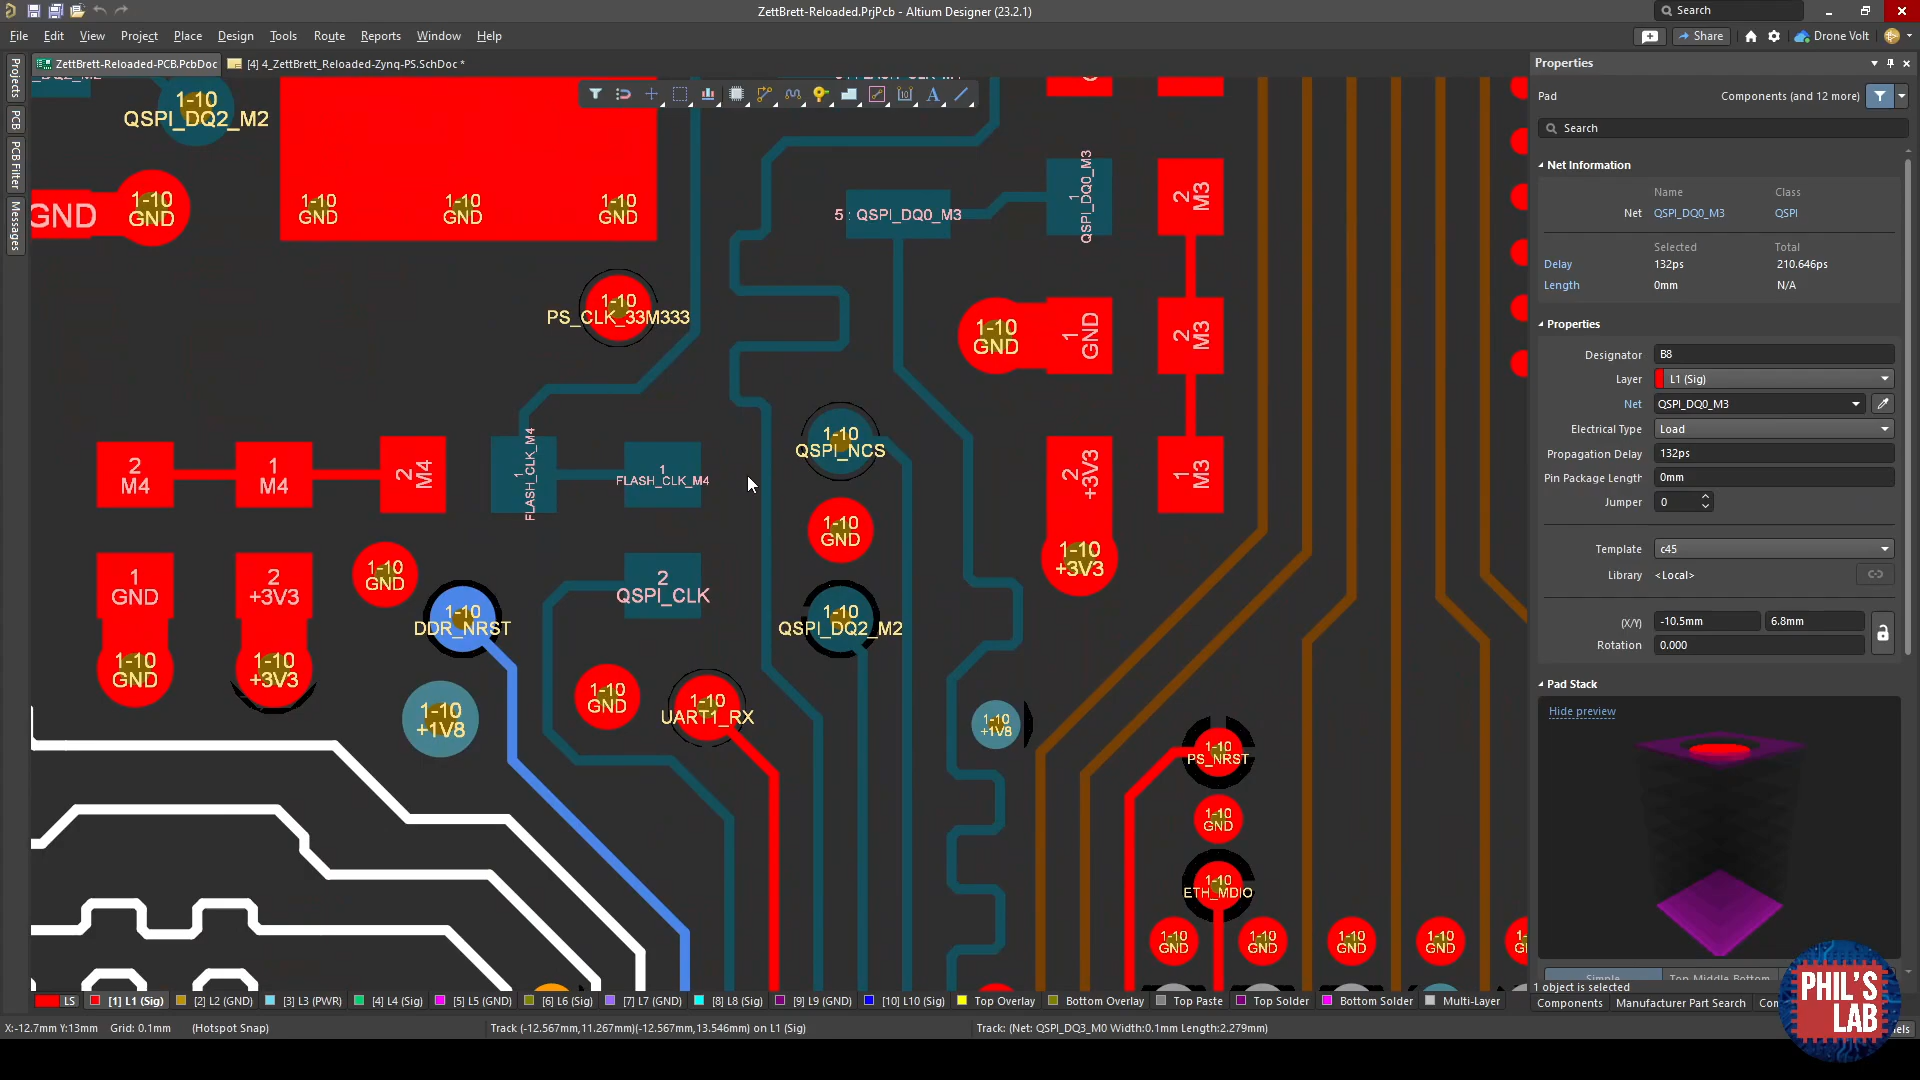 ZettBrett-Reloaded.PrjPcb - Altium Designer (23.2.1)
Search
File Edit View Project Place Design Tools Route Reports Window Help
Share
Drone Volt
ZettBrett-Reloaded-PCB.PcbDoc
[4] 4_ZettBrett_Reloaded-Zynq-PS.SchDoc *
Projects
PCB
PCB Filter
Messages
1-10
QSPI_DQ2_M2
GND
1-10
GND
1-10
GND
1-10
GND
1-10
GND
5 : QSPI_DQ0_M3
1
QSPI_DQ0_M3
2
M3
1-10
PS_CLK_33M333
1-10
GND
1
GND
2
M3
2
M4
1
M4
2
M4
1
FLASH_CLK_M4
1
FLASH_CLK_M4
1-10
QSPI_NCS
2
+3V3
1
M3
1-10
GND
1-10
+3V3
1
GND
2
+3V3
1-10
GND
2
QSPI_CLK
1-10
DDR_NRST
1-10
QSPI_DQ2_M2
1-10
GND
1-10
+3V3
1-10
GND
1-10
UART1_RX
1-10
+1V8
1-10
+1V8
1-10
PS_NRST
1-10
GND
1-10
ETH_MDIO
1-10
GND
1-10
GND
1-10
GND
1-10
GND
Properties
Pad
Components (and 12 more)
Search
Net Information
Name Class
Net QSPI_DQ0_M3 QSPI
Selected Total
Delay 132ps 210.646ps
Length 0mm N/A
Properties
Designator B8
Layer L1 (Sig)
Net QSPI_DQ0_M3
Electrical Type Load
Propagation Delay 132ps
Pin Package Length 0mm
Jumper 0
Template c45
Library <Local>
(X/Y) -10.5mm 6.8mm
Rotation 0.000
Pad Stack
Hide preview
Simple Top-Middle-Bottom
1 object is selected
Components Manufacturer Part Search
LS [1] L1 (Sig) [2] L2 (GND) [3] L3 (PWR) [4] L4 (Sig) [5] L5 (GND) [6] L6 (Sig) [7] L7 (GND) [8] L8 (Sig) [9] L9 (GND) [10] L10 (Sig) Top Overlay Bottom Overlay Top Paste Top Solder Bottom Solder Multi-Layer
X:-12.7mm Y:13mm Grid: 0.1mm (Hotspot Snap) Track (-12.567mm,11.267mm)(-12.567mm,13.546mm) on L1 (Sig) Track: (Net: QSPI_DQ3_M0 Width:0.1mm Length:2.279mm)
PHIL'S
LAB